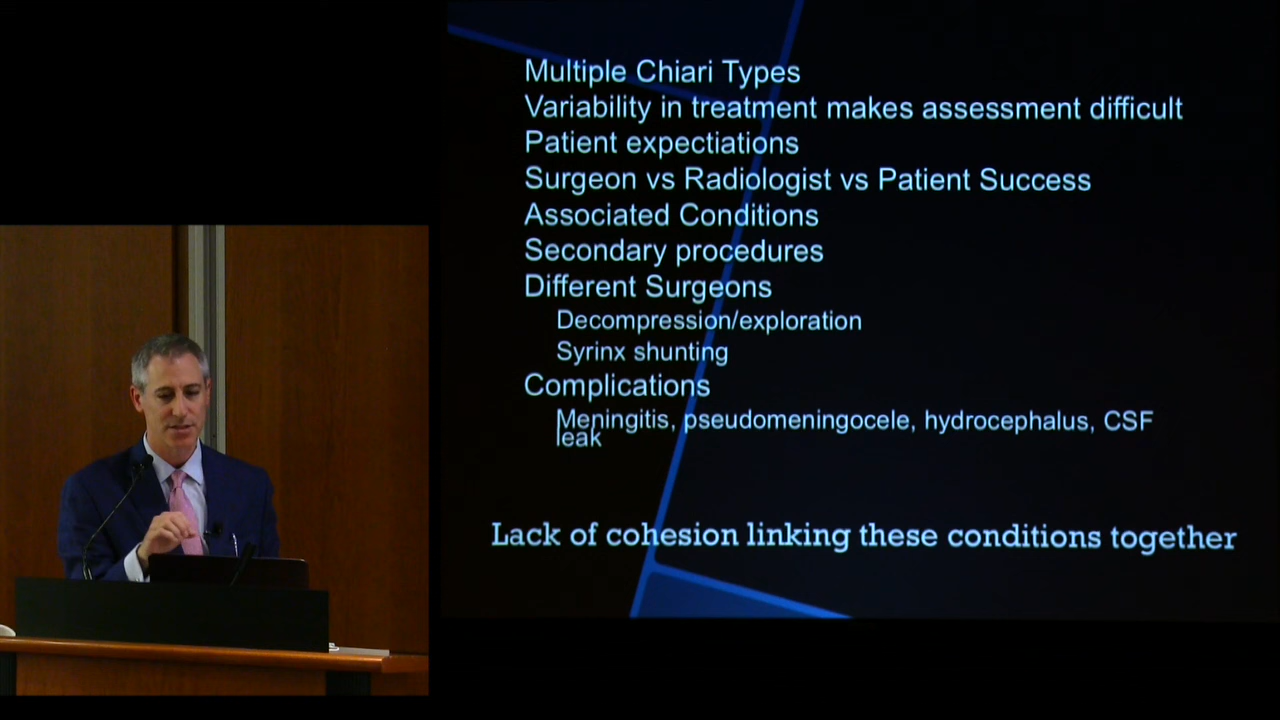 Multiple Chiari Types
Variability in treatment makes assessment difficult
Patient expectiations
Surgeon vs Radiologist vs Patient Success
Associated Conditions
Secondary procedures
Different Surgeons
Decompression/exploration
Syrinx shunting
Complications
Meningitis, pseudomeningocele, hydrocephalus, CSF
leak
Lack of cohesion linking these conditions together